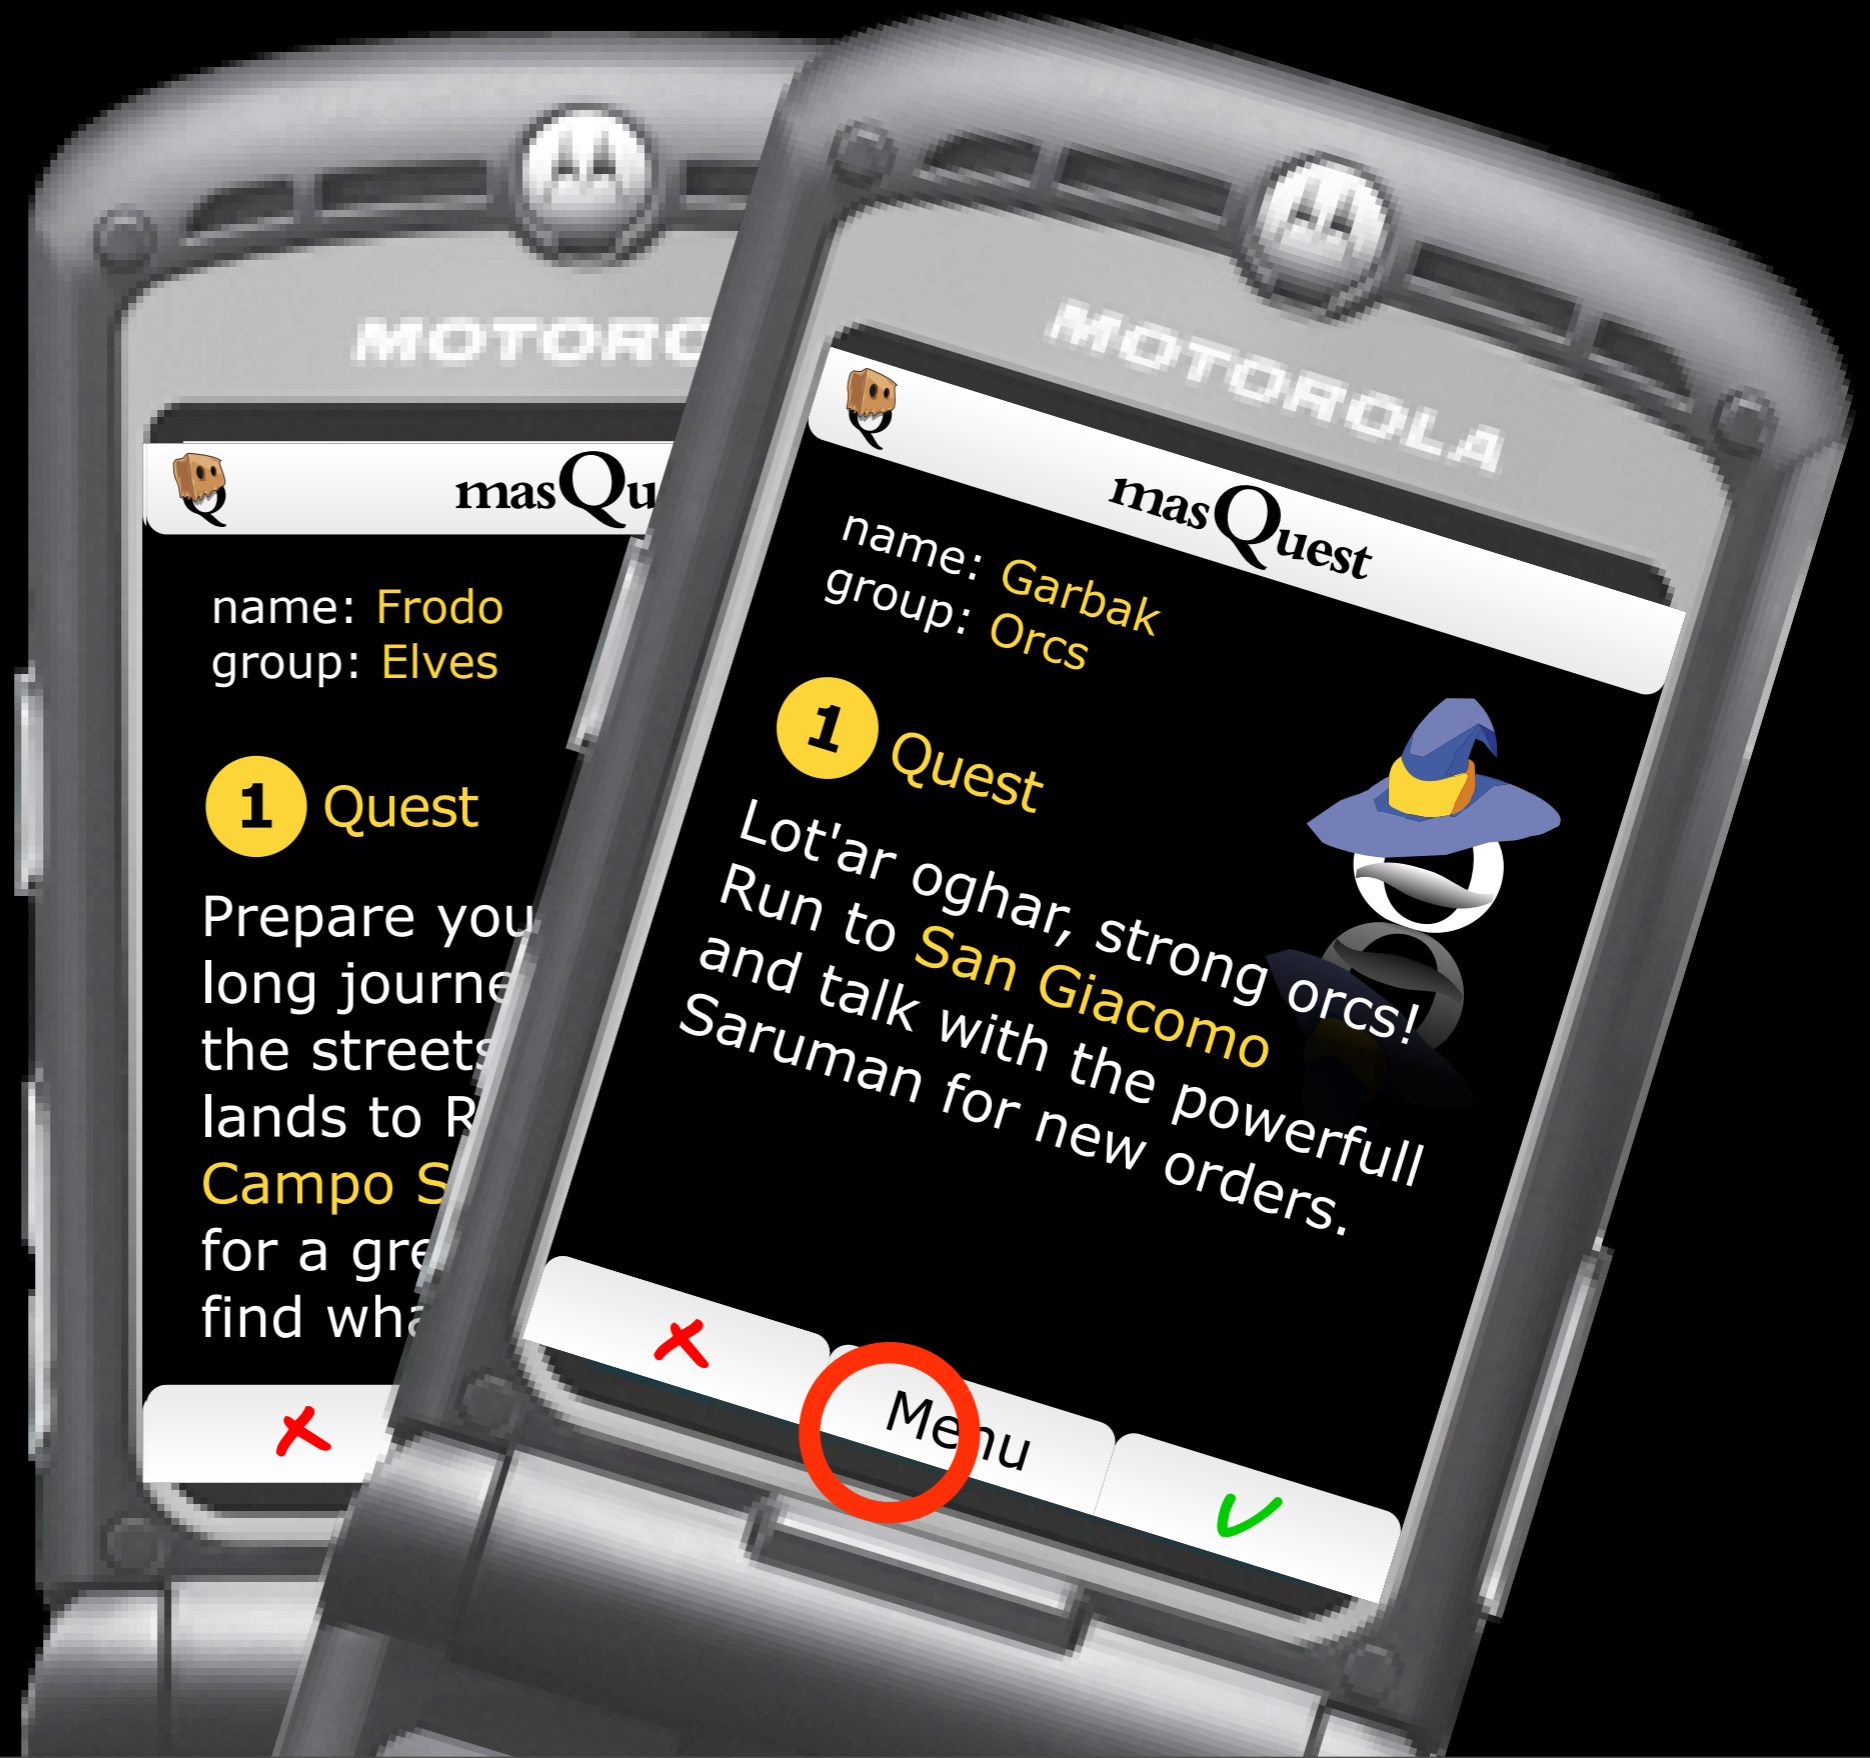 MOTORO
Q
masQu
name: Frodo
group: Elves
1 Quest
Prepare you
long journe
the streets
lands to R
Campo S
for a gre
find wha
MOTOROLA
Q
masQuest
name: Garbak
group: Orcs
1 Quest
Lot'ar oghar, strong orcs!
Run to San Giacomo
and talk with the powerfull
Saruman for new orders.
Menu